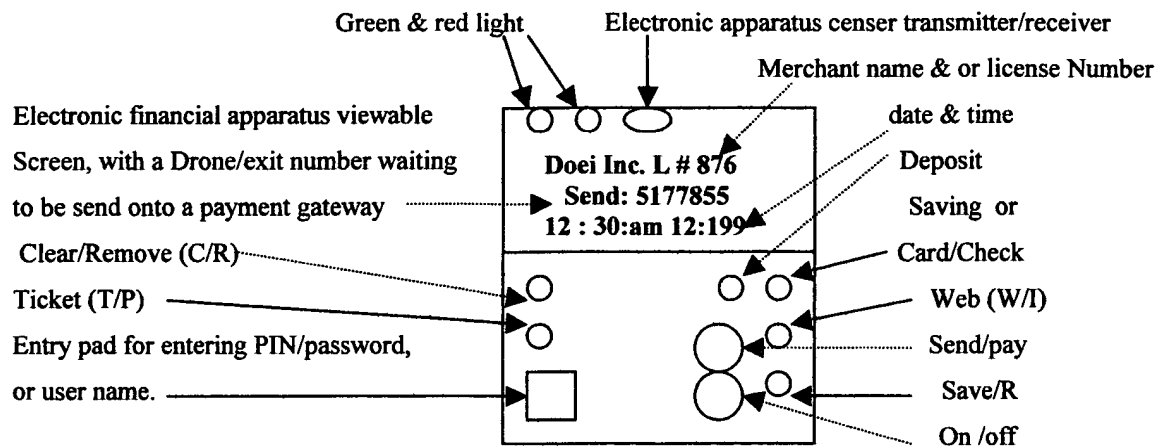 Green & red light
Electronic apparatus censer transmitter/receiver
Merchant name & or license Number
Electronic financial apparatus viewable
Screen, with a Drone/exit number waiting
to be send onto a payment gateway
date & time
Deposit
Doei Inc. L # 876
Send: 5177855
12 : 30:am 12:199
Saving or
Card/Check
Clear/Remove (C/R)
Ticket (T/P)
Web (W/I)
Entry pad for entering PIN/password,
or user name.
Send/pay
Save/R
On /off